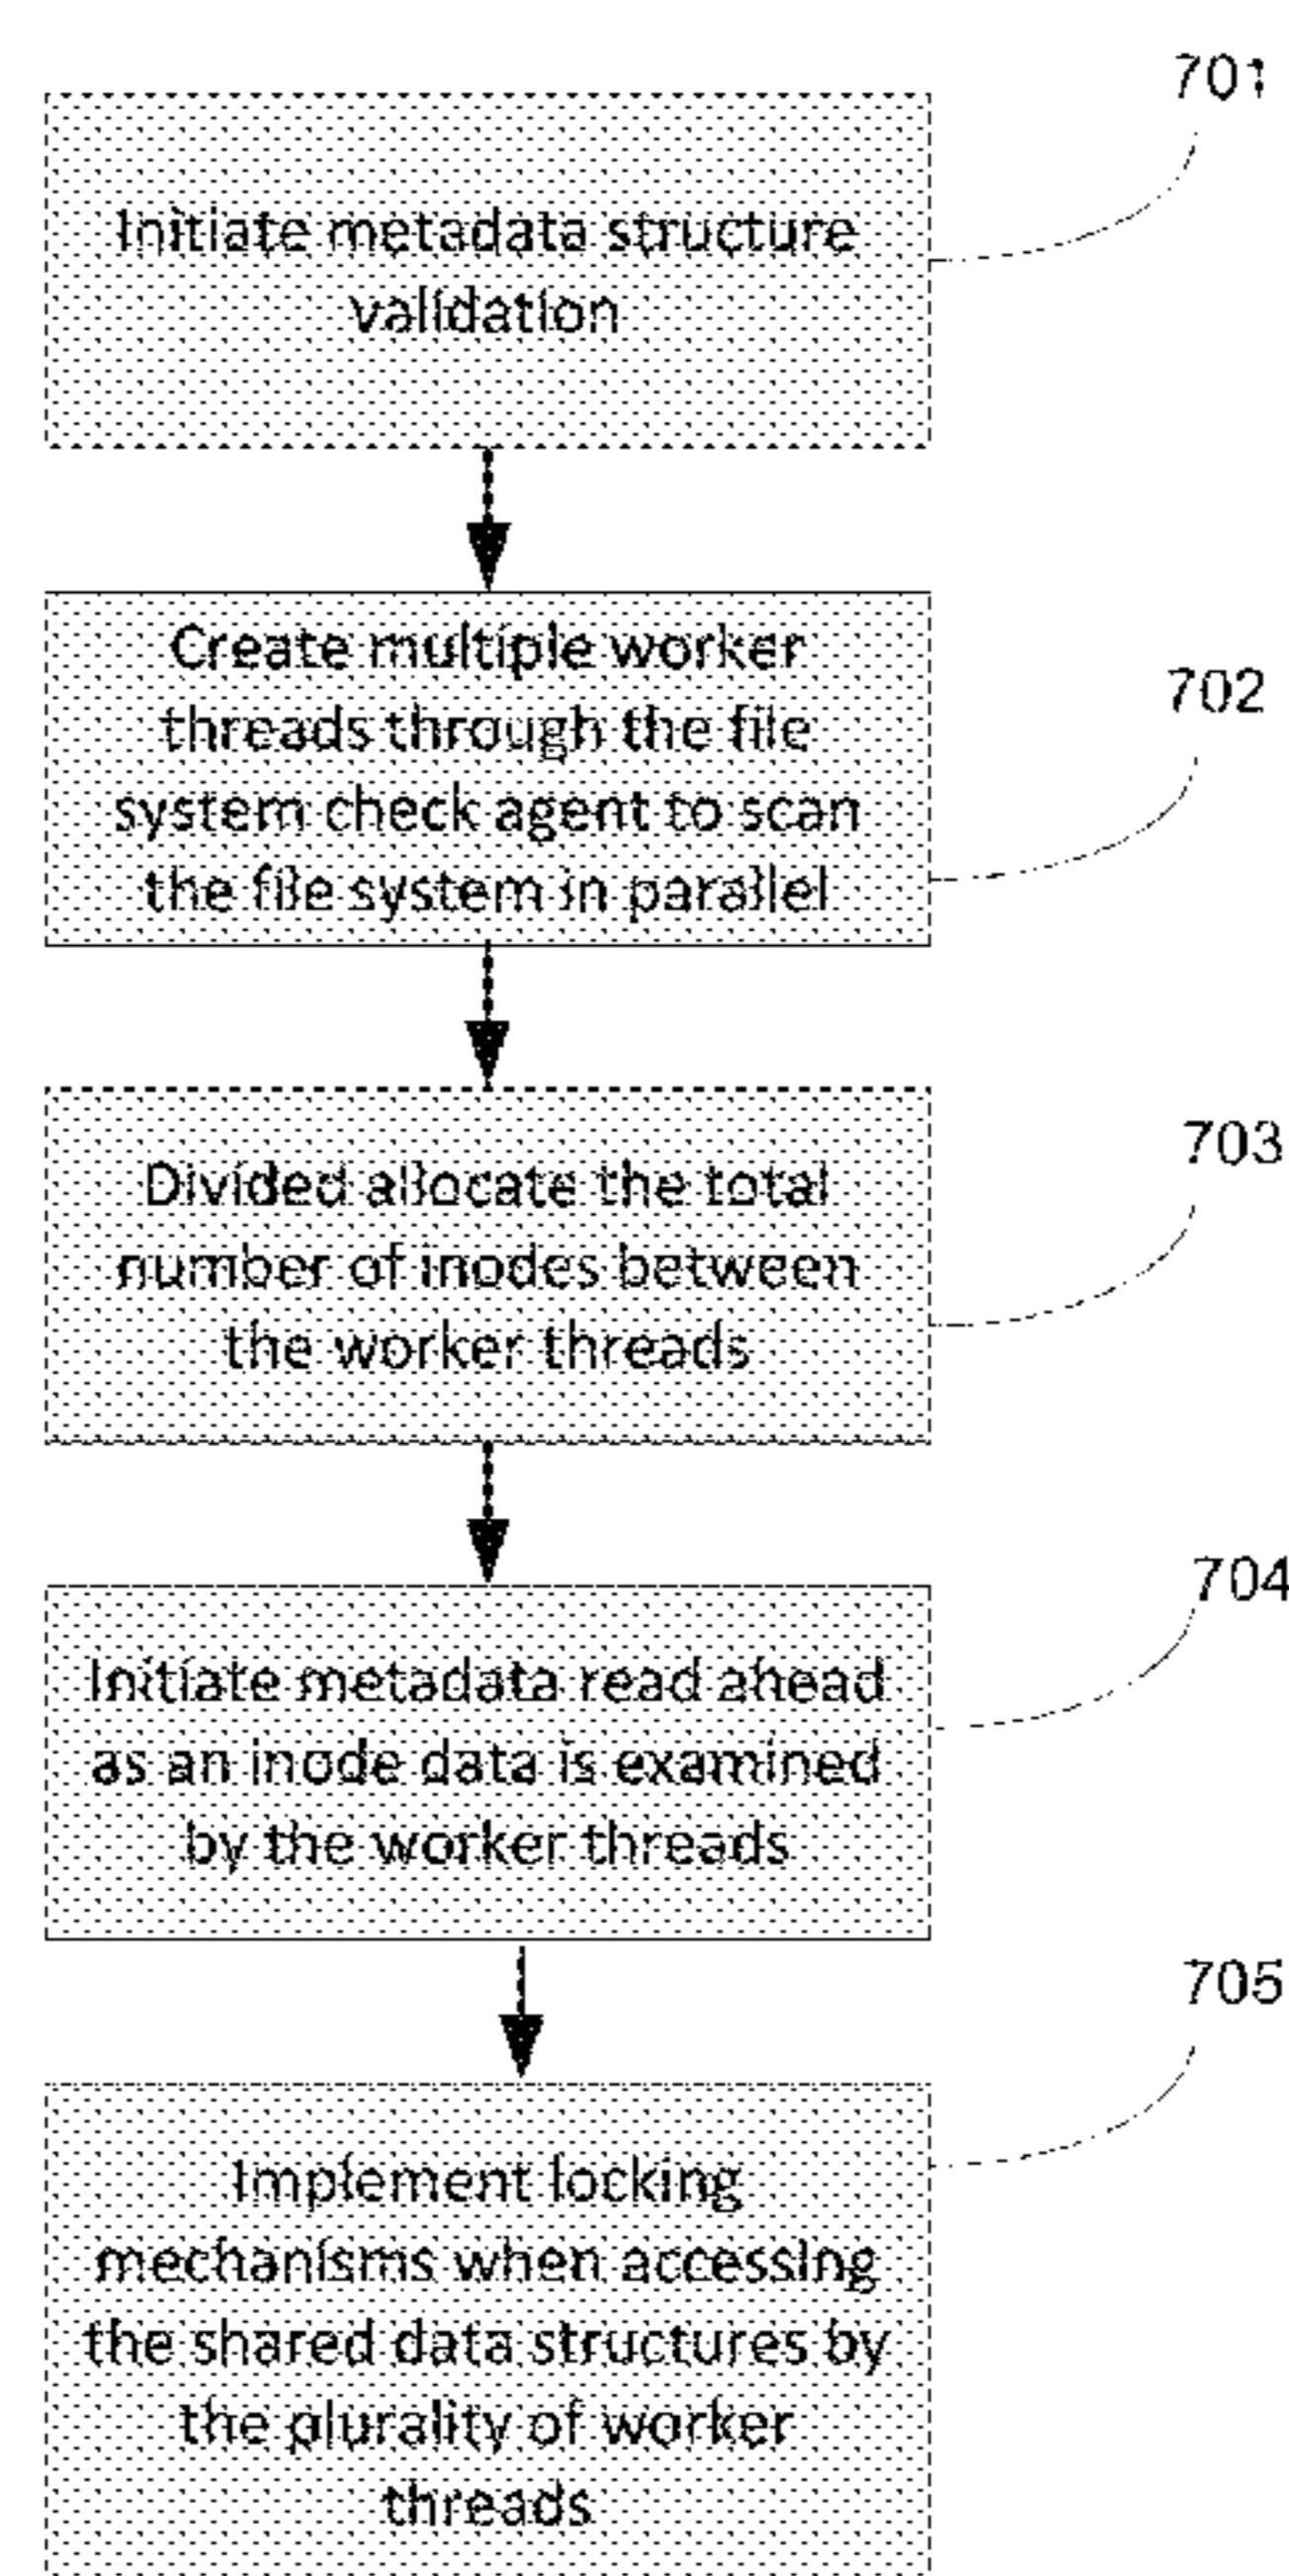 701
Initiate metadata structure
validation
Create multiple worker
threads through the file
system check agent to scan
the file system in parallel
702
Divided allocate the total
number of inodes between
the worker threads
703
Initiate metadata read ahead
as an inode data is examined
by the worker threads
704
Implement locking
mechanisms when accessing
the shared data structures by
the plurality of worker
threads
705